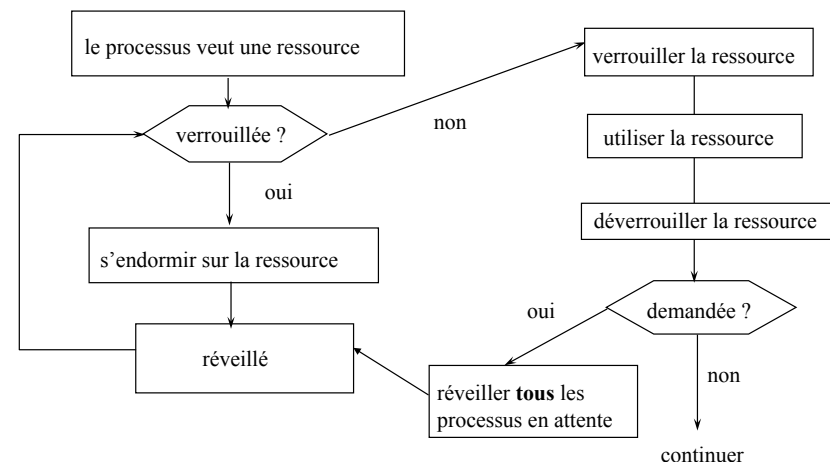 le processus veut une ressource
verrouillée ?
oui
s’endormir sur la ressource
réveillé
non
verrouiller la ressource
utiliser la ressource
déverrouiller la ressource
demandée ?
oui
réveiller tous les
processus en attente
non
continuer